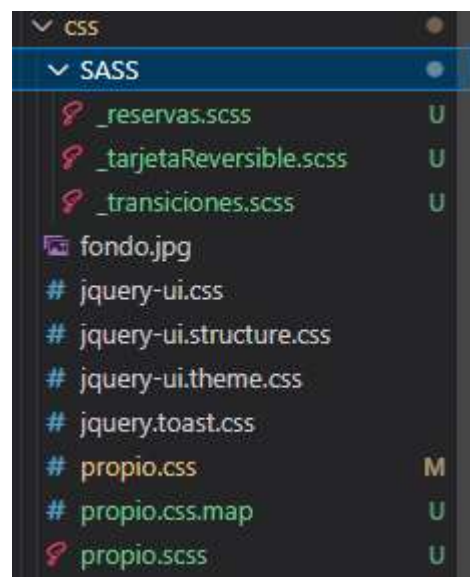 css
SASS
_reservas.scss U
_tarjetaReversible.scss U
_transiciones.scss U
fondo.jpg
# jquery-ui.css
# jquery-ui.structure.css
# jquery-ui.theme.css
# jquery.toast.css
# propio.css M
# propio.css.map U
propio.scss U